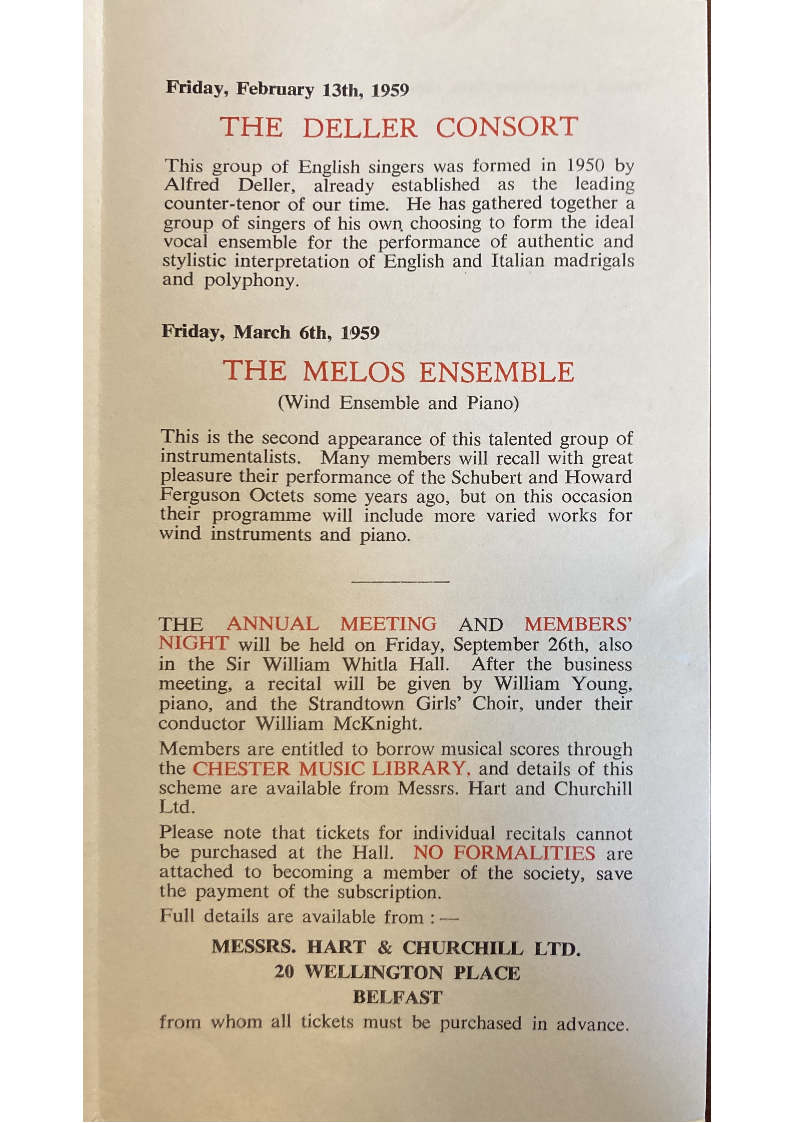 Friday, February 13th, 1959
THE DELLER CONSORT
This group of English singers was formed in 1950 by
Alfred Deller, already established as the leading
counter-tenor of our time. He has gathered together a
group of singers of his own choosing to form the ideal
vocal ensemble for the performance of authentic and
stylistic interpretation of English and Italian madrigals
and polyphony.
Friday, March 6th, 1959
THE MELOS ENSEMBLE
(Wind Ensemble and Piano)
This is the second appearance of this talented group of
instrumentalists. Many members will recall with great
pleasure their performance of the Schubert and Howard
Ferguson Octets some years ago, but on this occasion
their programme will include more varied works for
wind instruments and piano.
THE ANNUAL MEETING AND MEMBERS'
NIGHT will be held on Friday, September 26th, also
in the Sir William Whitla Hall. After the business
meeting, a recital will be given by William Young,
piano, and the Strandtown Girls' Choir, under their
conductor William McKnight.
Members are entitled to borrow musical scores through
the CHESTER MUSIC LIBRARY, and details of this
scheme are available from Messrs. Hart and Churchill
Ltd.
Please note that tickets for individual recitals cannot
be purchased at the Hall. NO FORMALITIES are
attached to becoming a member of the society, save
the payment of the subscription.
Full details are available from :—
MESSRS. HART & CHURCHILL LTD.
20 WELLINGTON PLACE
BELFAST
from whom all tickets must be purchased in advance.